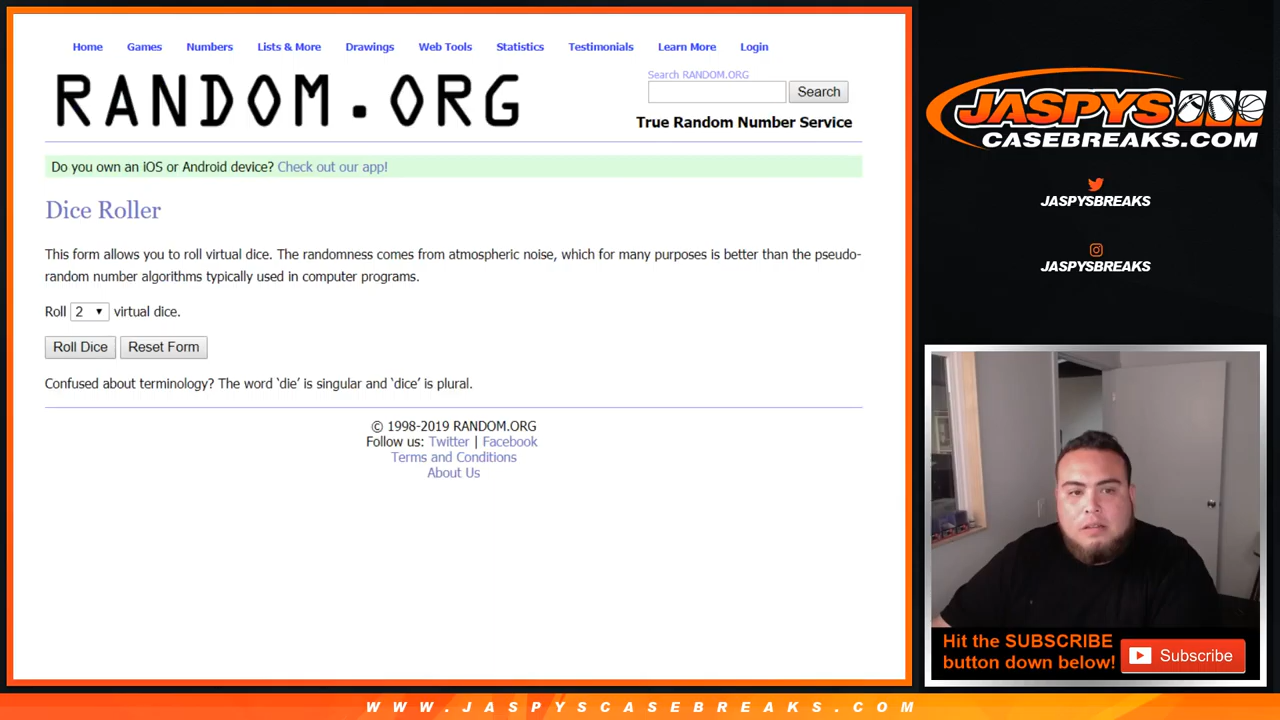 Home Games Numbers Lists & More Drawings Web Tools Statistics Testimonials Learn More Login
RANDOM.ORG
Search RANDOM.ORG
Search
True Random Number Service
Do you own an iOS or Android device? Check out our app!
Dice Roller
This form allows you to roll virtual dice. The randomness comes from atmospheric noise, which for many purposes is better than the pseudo-
random number algorithms typically used in computer programs.
Roll 2 virtual dice.
Roll Dice Reset Form
Confused about terminology? The word ‘die’ is singular and ‘dice’ is plural.
© 1998-2019 RANDOM.ORG
Follow us: Twitter | Facebook
Terms and Conditions
About Us
JASPYS
CASEBREAKS.COM
JASPYSBREAKS
JASPYSBREAKS
Hit the SUBSCRIBE
button down below!
Subscribe
WWW.JASPYSCASEBREAKS.COM